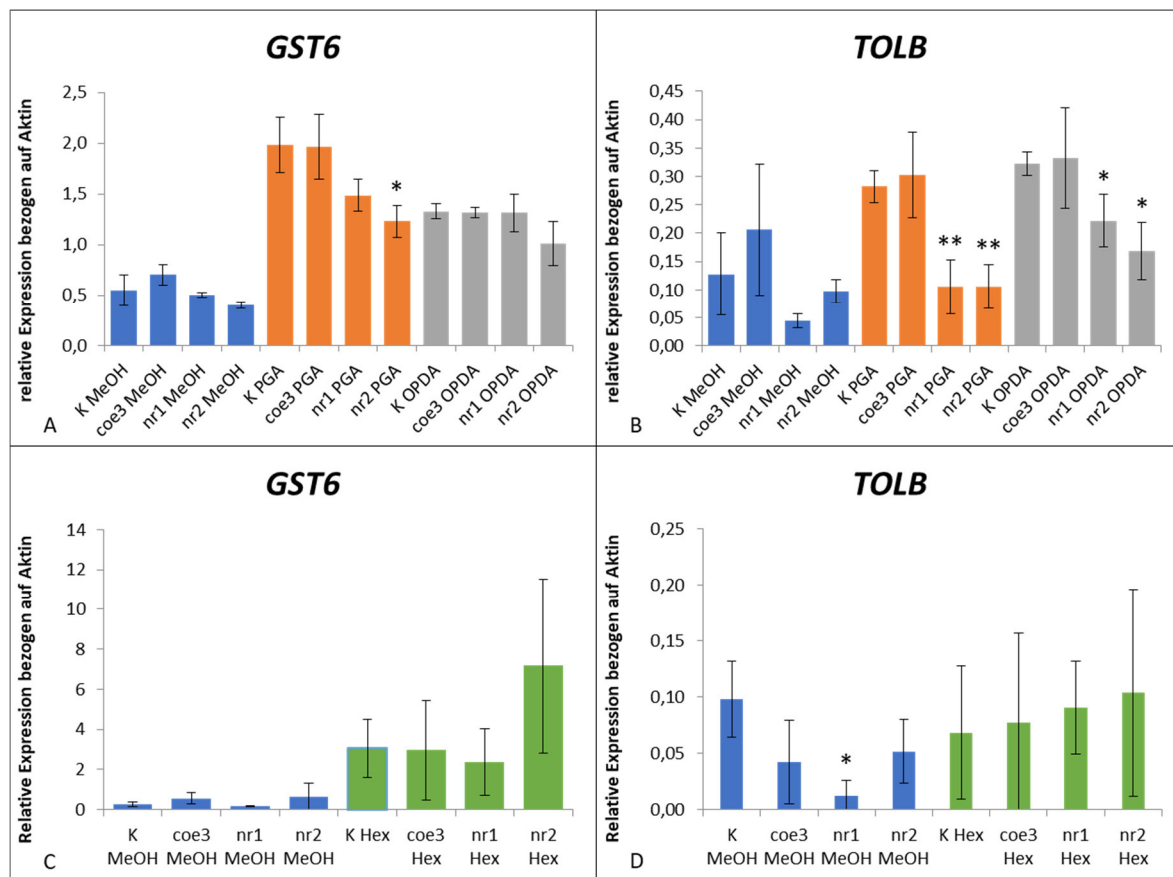 GST6
relative Expression bezogen auf Aktin
2,5
2,0
1,5
1,0
0,5
0,0
*
K MeOH
coe3 MeOH
nr1 MeOH
nr2 MeOH
K PGA
coe3 PGA
nr1 PGA
nr2 PGA
K OPDA
coe3 OPDA
nr1 OPDA
nr2 OPDA
A
TOLB
relative Expression bezogen auf Aktin
0,45
0,40
0,35
0,30
0,25
0,20
0,15
0,10
0,05
0,00
**
**
*
*
K MeOH
coe3 MeOH
nr1 MeOH
nr2 MeOH
K PGA
coe3 PGA
nr1 PGA
nr2 PGA
K OPDA
coe3 OPDA
nr1 OPDA
nr2 OPDA
B
GST6
Relative Expression bezogen auf Aktin
14
12
10
8
6
4
2
0
K
MeOH
coe3
MeOH
nr1
MeOH
nr2
MeOH
K Hex
coe3
Hex
nr1
Hex
nr2
Hex
C
TOLB
Relative Expression bezogen auf Aktin
0,25
0,20
0,15
0,10
0,05
0,00
*
K
MeOH
coe3
MeOH
nr1
MeOH
nr2
MeOH
K Hex
coe3
Hex
nr1
Hex
nr2
Hex
D